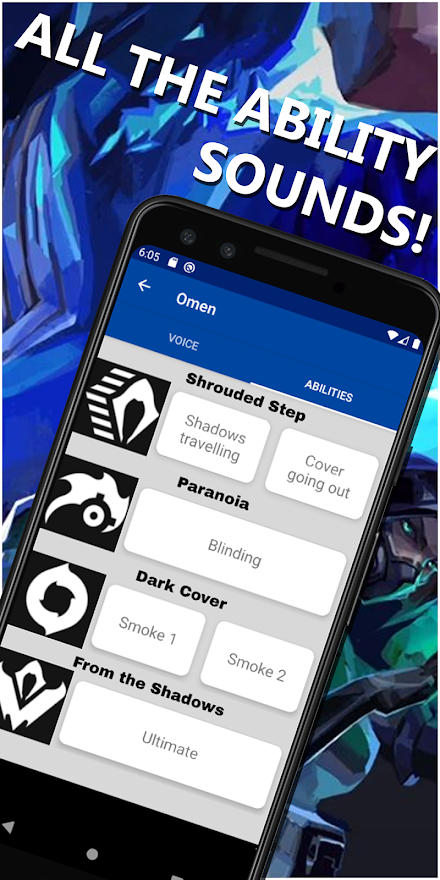 ALL THE ABILITY
SOUNDS!
6:05
Omen
VOICE
ABILITIES
Shrouded Step
Shadows
travelling
Cover
going out
Paranoia
Blinding
Dark Cover
Smoke 1
Smoke 2
From the Shadows
Ultimate